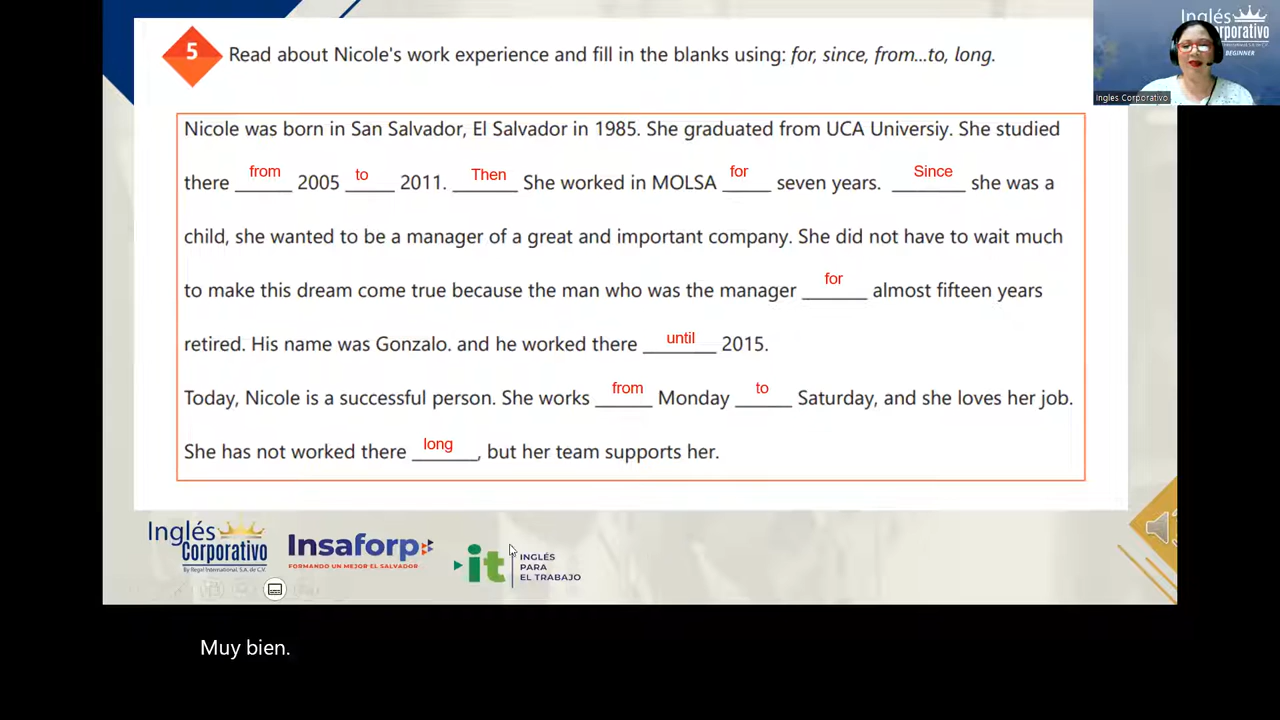 5 Read about Nicole's work experience and fill in the blanks using: for, since, from...to, long.
Nicole was born in San Salvador, El Salvador in 1985. She graduated from UCA Universiy. She studied
there from 2005 to 2011. Then She worked in MOLSA for seven years. Since she was a
child, she wanted to be a manager of a great and important company. She did not have to wait much
to make this dream come true because the man who was the manager for almost fifteen years
retired. His name was Gonzalo. and he worked there until 2015.
Today, Nicole is a successful person. She works from Monday to Saturday, and she loves her job.
She has not worked there long, but her team supports her.
Inglés
Corporativo
By Regal International, S.A. de C.V.
Insaforp
FORMANDO UN MEJOR EL SALVADOR
it
INGLÉS
PARA
EL TRABAJO
Inglés
Corporativo
BEGINNER
Ingles Corporativo
Muy bien.